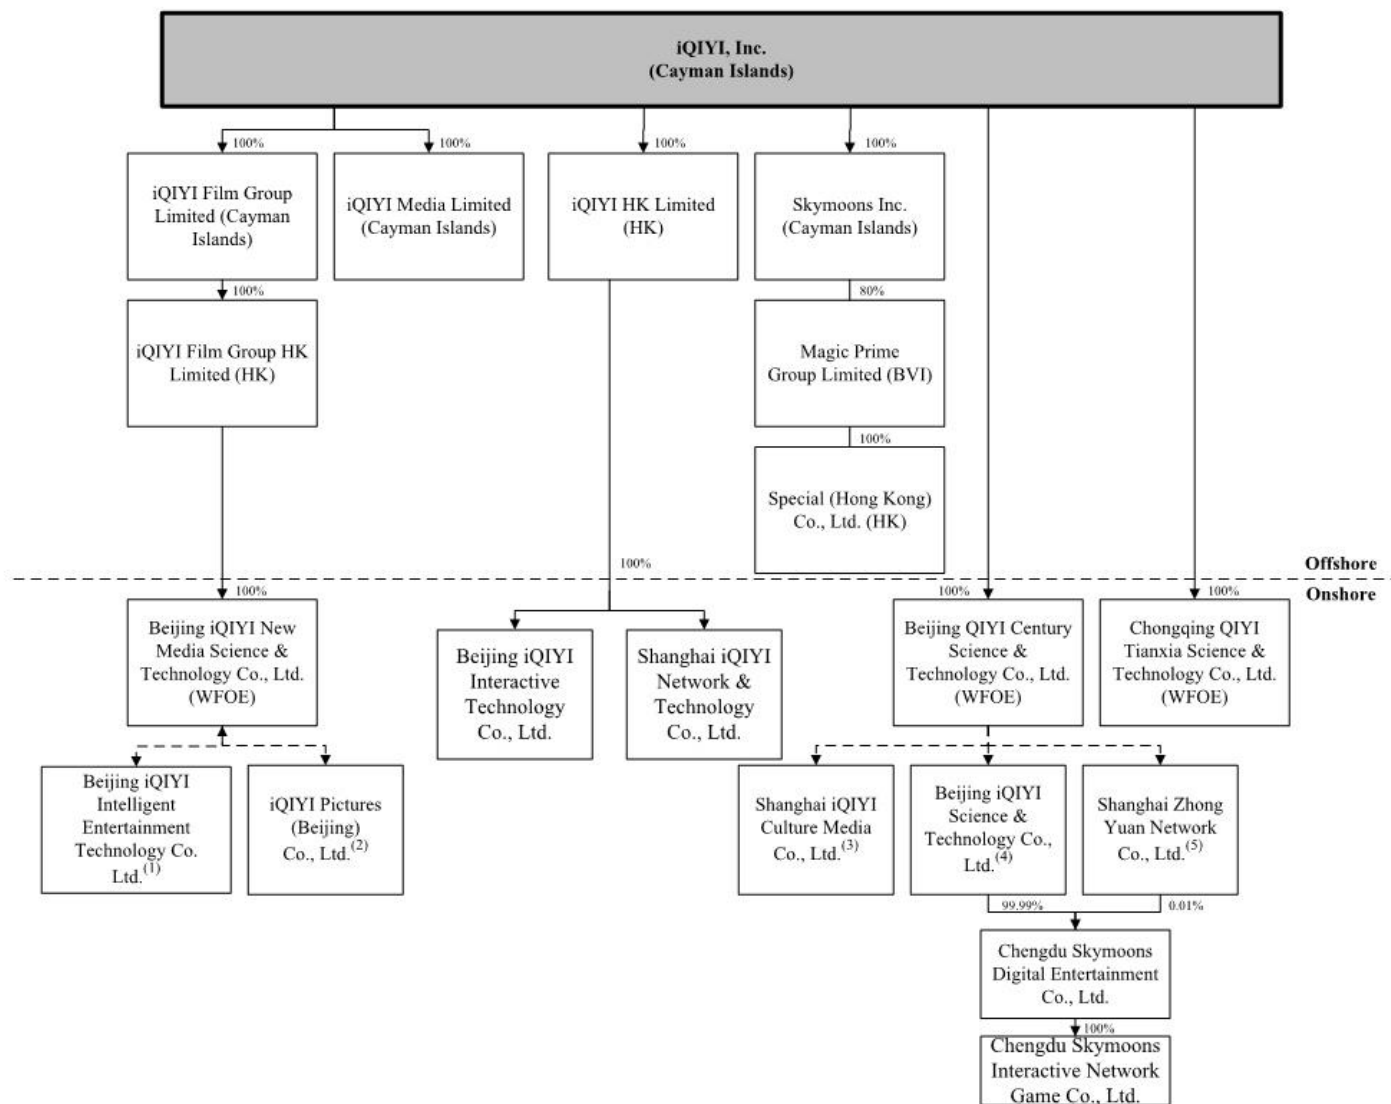 iQIYI, Inc.
(Cayman Islands)
100%
100%
100%
100%
iQIYI Film Group
Limited (Cayman
Islands)
iQIYI Media Limited
(Cayman Islands)
iQIYI HK Limited
(HK)
Skymoons Inc.
(Cayman Islands)
100%
80%
iQIYI Film Group HK
Limited (HK)
Magic Prime
Group Limited (BVI)
100%
Special (Hong Kong)
Co., Ltd. (HK)
100%
Offshore
Onshore
100%
100%
100%
Beijing iQIYI New
Media Science &
Technology Co., Ltd.
(WFOE)
Beijing iQIYI
Interactive
Technology
Co., Ltd.
Shanghai iQIYI
Network &
Technology
Co., Ltd.
Beijing QIYI Century
Science &
Technology Co., Ltd.
(WFOE)
Chongqing QIYI
Tianxia Science &
Technology Co., Ltd.
(WFOE)
Beijing iQIYI
Intelligent
Entertainment
Technology Co.
Ltd.(1)
iQIYI Pictures
(Beijing)
Co., Ltd.(2)
Shanghai iQIYI
Culture Media
Co., Ltd.(3)
Beijing iQIYI
Science &
Technology Co.,
Ltd.(4)
Shanghai Zhong
Yuan Network
Co., Ltd.(5)
99.99%
0.01%
Chengdu Skymoons
Digital Entertainment
Co., Ltd.
100%
Chengdu Skymoons
Interactive Network
Game Co., Ltd.